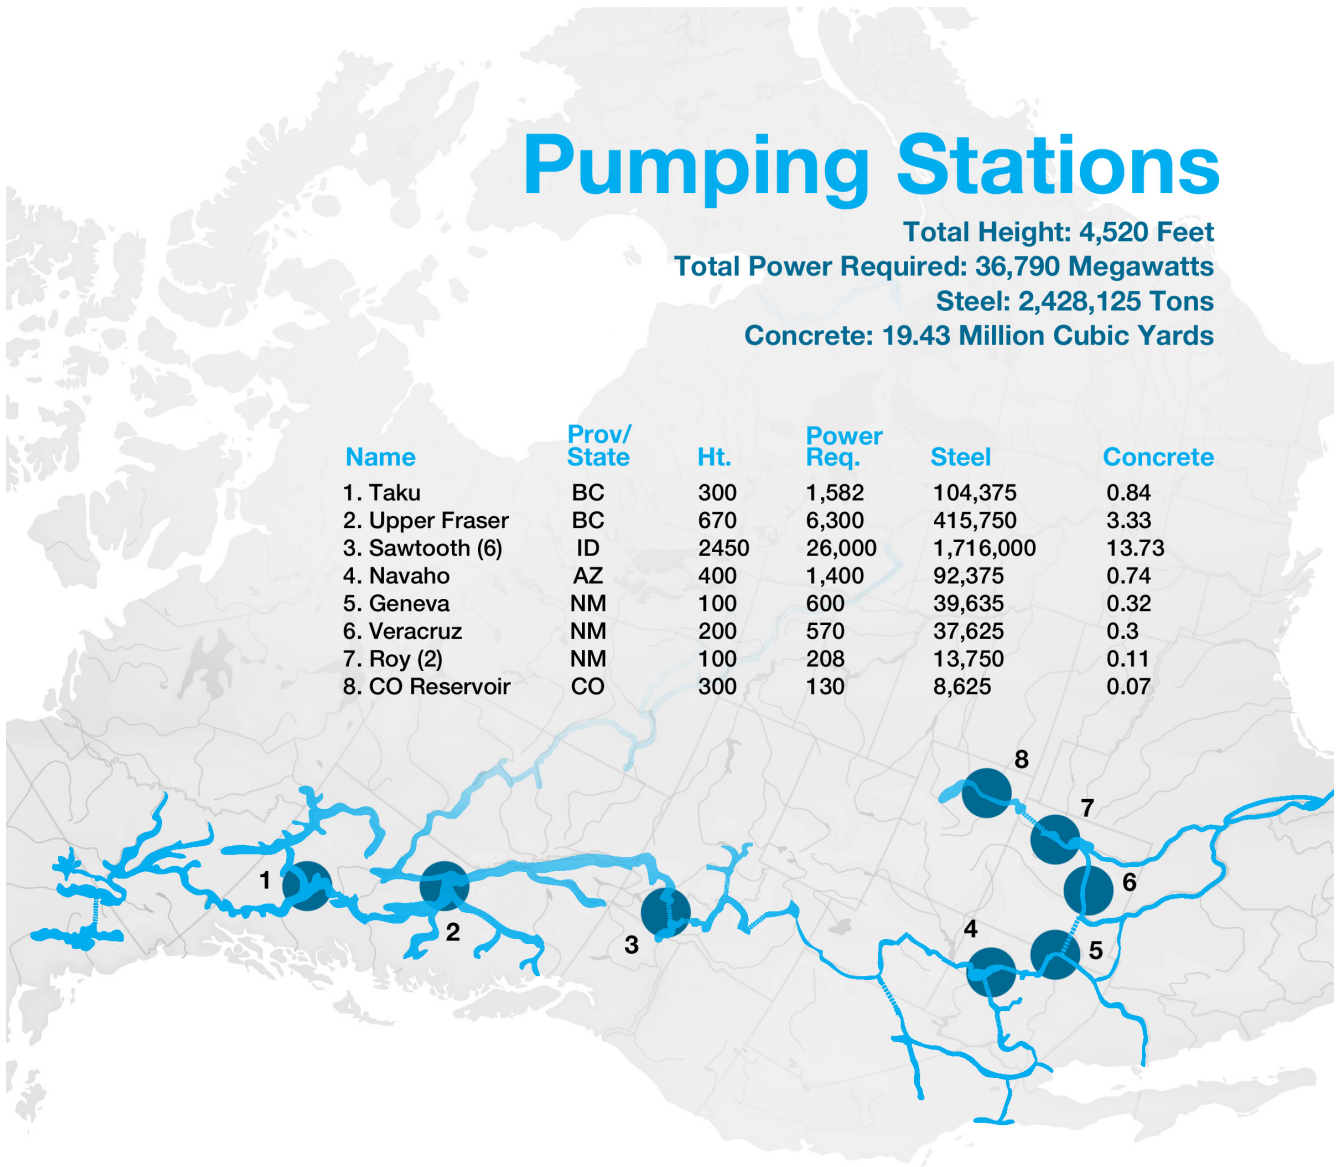 Pumping Stations
Total Height: 4,520 Feet
Total Power Required: 36,790 Megawatts
Steel: 2,428,125 Tons
Concrete: 19.43 Million Cubic Yards
Name Prov/ State Ht. Power Req. Steel Concrete
1. Taku BC 300 1,582 104,375 0.84
2. Upper Fraser BC 670 6,300 415,750 3.33
3. Sawtooth (6) ID 2450 26,000 1,716,000 13.73
4. Navaho AZ 400 1,400 92,375 0.74
5. Geneva NM 100 600 39,635 0.32
6. Veracruz NM 200 570 37,625 0.3
7. Roy (2) NM 100 208 13,750 0.11
8. CO Reservoir CO 300 130 8,625 0.07
8
7
1
6
2
4
3
5